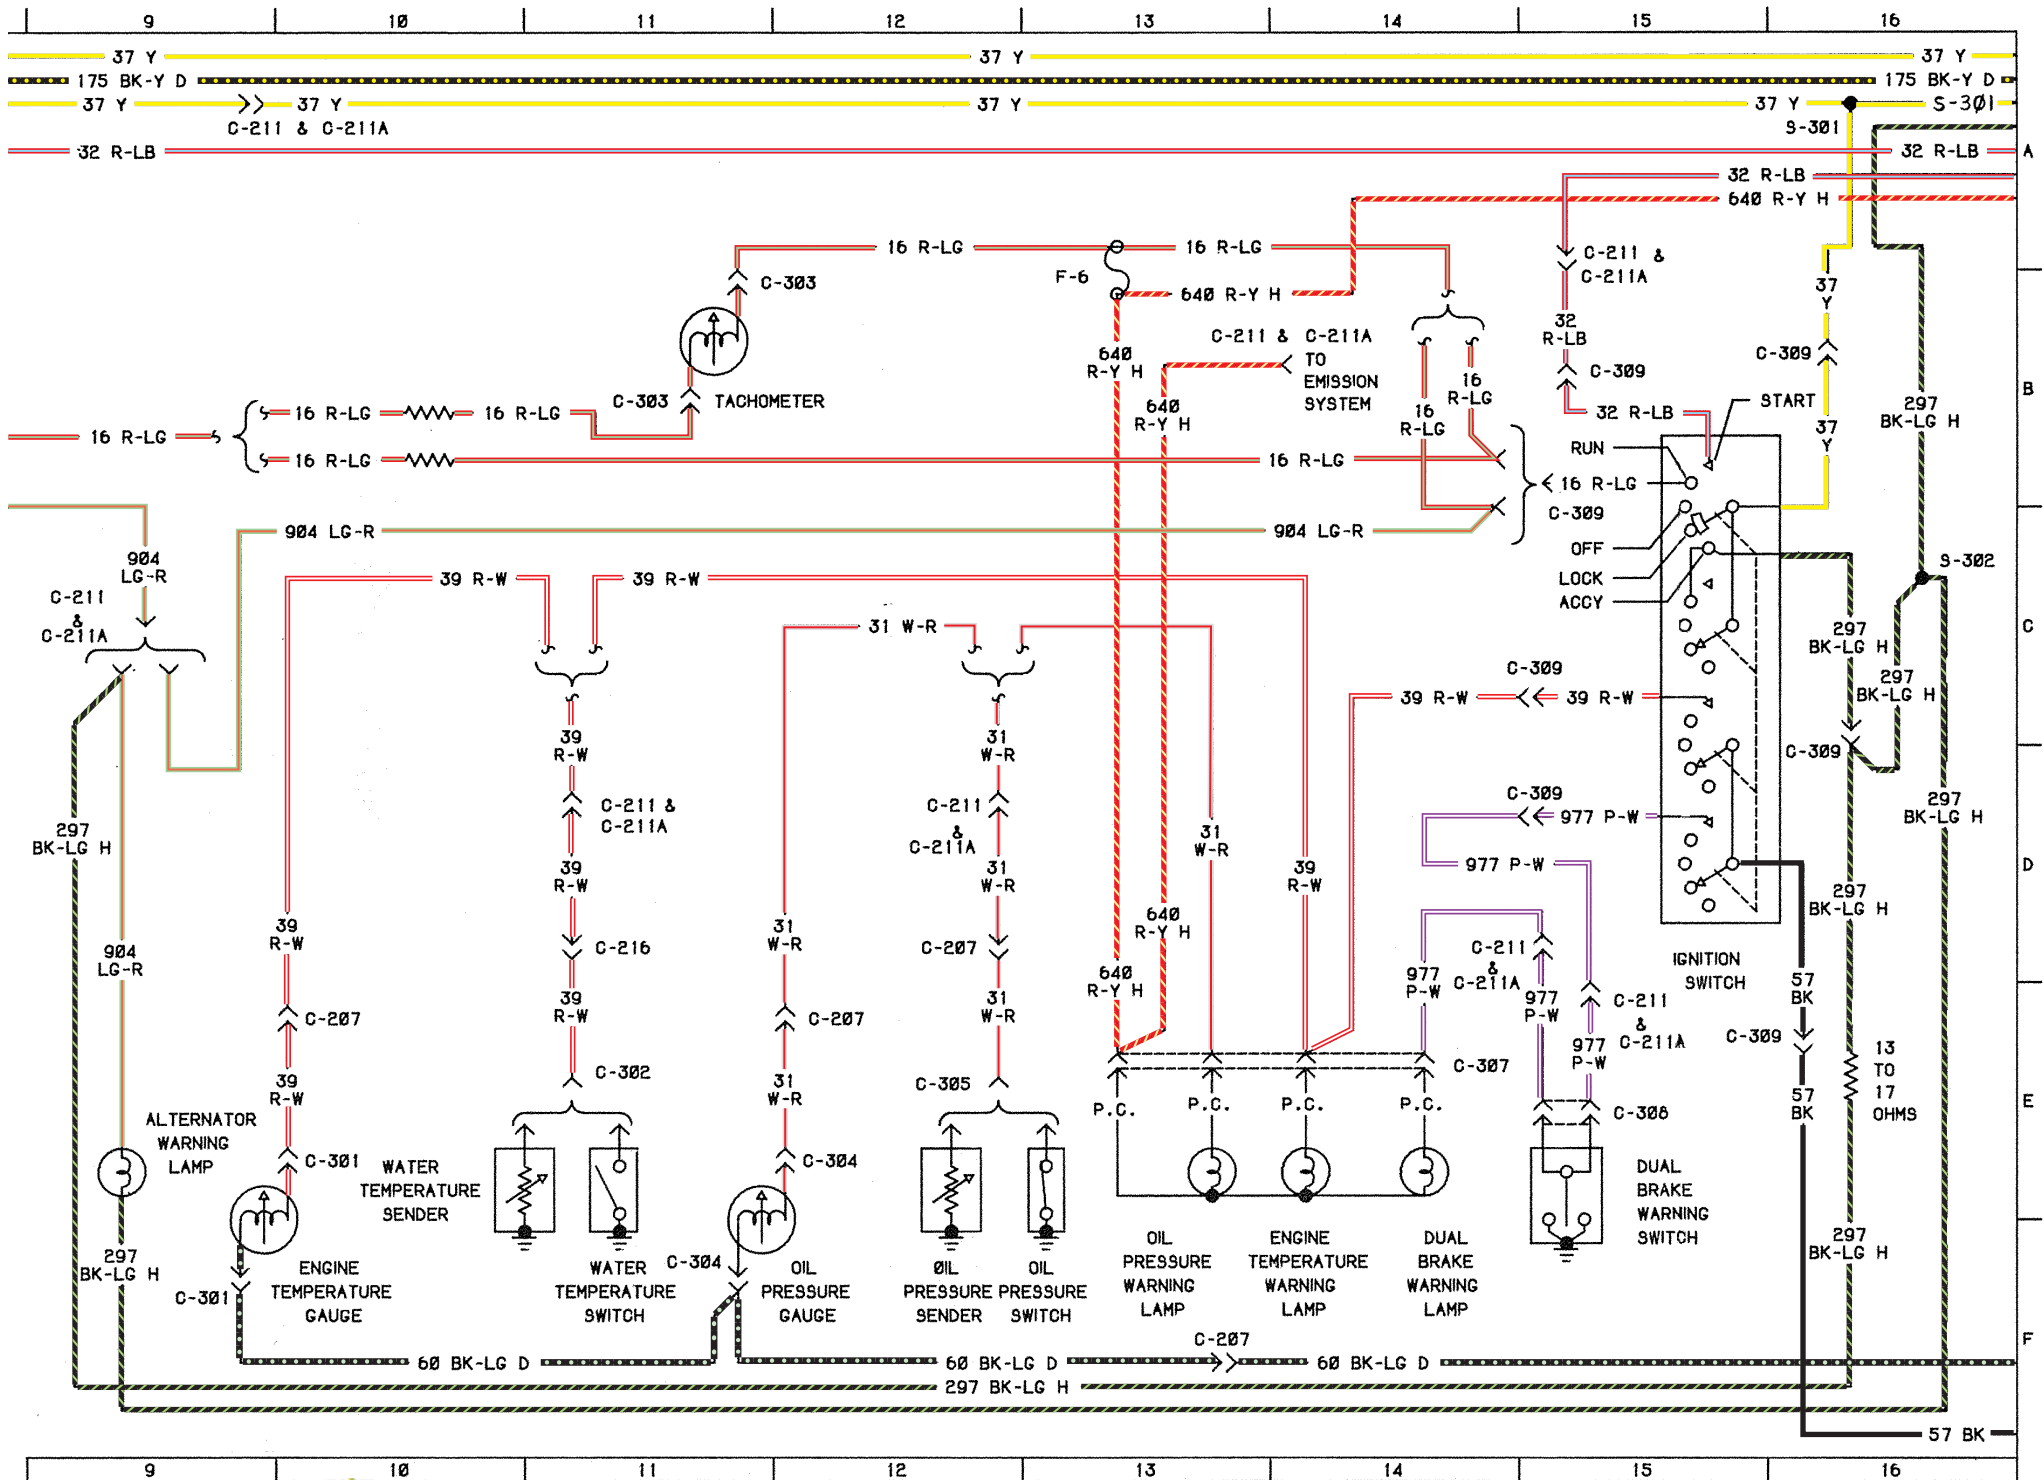 9 10 11 12 13 14 15 16
37 Y 37 Y 37 Y
175 BK-Y D 175 BK-Y D
37 Y 37 Y 37 Y 37 Y S-301
C-211 & C-211A S-301
32 R-LB 32 R-LB A
32 R-LB
640 R-Y H
16 R-LG 16 R-LG
C-211 &
C-211A
C-303 F-6
640 R-Y H
37
Y
C-211 & C-211A
TO
EMISSION
SYSTEM
32
R-LB
640
R-Y H
C-309
C-309
16
R-LG
B
C-303 TACHOMETER
START
16 R-LG 16 R-LG
640
R-Y H
16
R-LG
32 R-LB
297
BK-LG H
16 R-LG
37
Y
RUN
16 R-LG 16 R-LG
16 R-LG
C-309
904 LG-R 904 LG-R
OFF
904
LG-R
S-302
39 R-W 39 R-W
LOCK
C-211
&
C-211A
ACCY
31 W-R
C
297
BK-LG H
C-309
297
BK-LG H
39 R-W 39 R-W
39
R-W
31
W-R
C-309
C-211 &
C-211A
C-211
&
C-211A
C-309
297
BK-LG H
977 P-W
297
BK-LG H
31
W-R
977 P-W
D
39
R-W
31
W-R
39
R-W
297
BK-LG H
39
R-W
31
W-R
640
R-Y H
C-216
C-207
C-211
&
C-211A
904
LG-R
IGNITION
SWITCH
640
R-Y H
977
P-W
57
BK
39
R-W
31
W-R
977
P-W
C-211
&
C-211A
C-207
C-207
C-309
977
P-W
13
TO
17
OHMS
C-302
C-305
C-307
39
R-W
31
W-R
57
BK
P.C. P.C. P.C. P.C.
C-308
E
ALTERNATOR
WARNING
LAMP
C-301
C-304
WATER
TEMPERATURE
SENDER
DUAL
BRAKE
WARNING
SWITCH
297
BK-LG H
297
BK-LG H
C-301
ENGINE
TEMPERATURE
GAUGE
WATER
TEMPERATURE
SWITCH
C-304
OIL
PRESSURE
GAUGE
OIL
PRESSURE
SENDER
OIL
PRESSURE
SWITCH
OIL
PRESSURE
WARNING
LAMP
ENGINE
TEMPERATURE
WARNING
LAMP
DUAL
BRAKE
WARNING
LAMP
C-207
F
60 BK-LG D 60 BK-LG D 60 BK-LG D
297 BK-LG H
57 BK
9 10 11 12 13 14 15 16